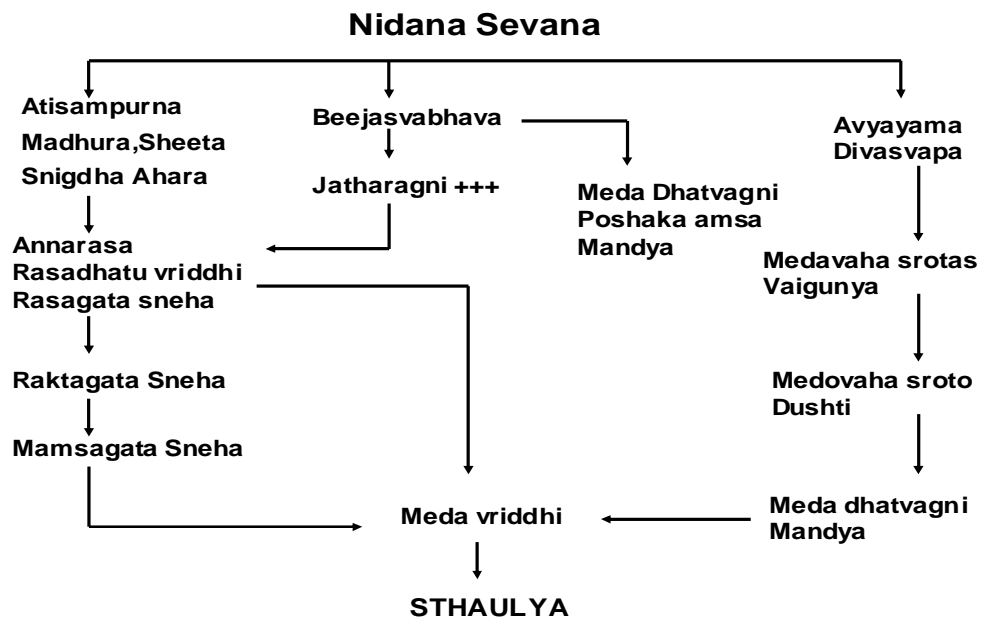 Nidana Sevana
Atisampurna
Madhura,Sheeta
Snigdha Ahara
Beejasvabhava
Avyayama
Divasvapa
Jatharagni +++
Meda Dhatvagni
Poshaka amsa
Mandya
Annarasa
Rasadhatu vriddhi
Rasagata sneha
Medavaha srotas
Vaigunya
Raktagata Sneha
Medovaha sroto
Dushti
Mamsagata Sneha
Meda vriddhi
Meda dhatvagni
Mandya
STHAULYA